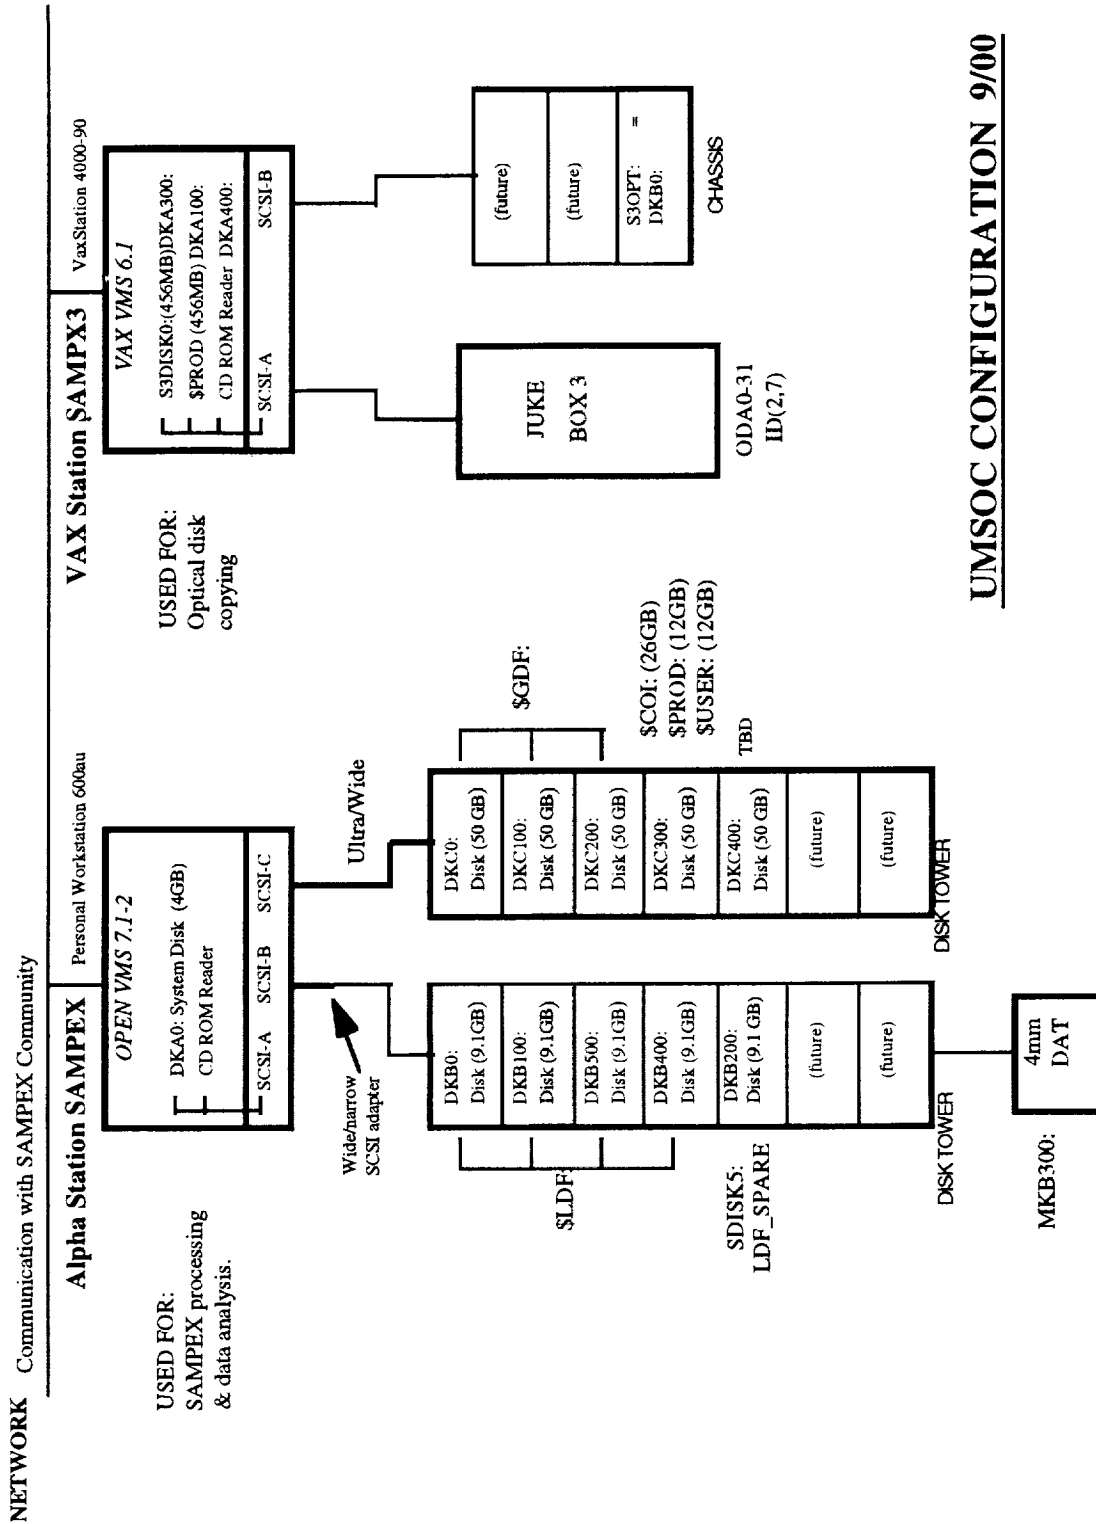 NETWORK Communication with SAMPEX Community
Alpha Station SAMPEX Personal Workstation 600au
OPEN VMS 7.1-2
DKA0: System Disk (4GB)
CD ROM Reader
SCSI-A SCSI-B SCSI-C
USED FOR:
SAMPEX processing
& data analysis.
Wide/narrow
SCSI adapter
Ultra/Wide
DKB0:
Disk (9.1GB)
DKB100:
Disk (9.1GB)
DKB500:
Disk (9.1GB)
DKB400:
Disk (9.1GB)
DKB200:
Disk (9.1 GB)
(future)
(future)
$LDF:
SDISK5:
LDF_SPARE
DISK TOWER
MKB300:
4mm
DAT
DKC0:
Disk (50 GB)
DKC100:
Disk (50 GB)
DKC200:
Disk (50 GB)
DKC300:
Disk (50 GB)
DKC400:
Disk (50 GB)
(future)
(future)
$GDF:
$COI: (26GB)
$PROD: (12GB)
$USER: (12GB)
TBD
DISK TOWER
VAX Station SAMPX3 VaxStation 4000-90
VAX VMS 6.1
S3DISK0:(456MB)DKA300:
$PROD (456MB) DKA100:
CD ROM Reader DKA400:
SCSI-A SCSI-B
USED FOR:
Optical disk
copying
JUKE
BOX 3
ODA0-31
ID(2,7)
(future)
(future)
S3OPT: =
DKB0:
CHASSIS
UMSOC CONFIGURATION 9/00